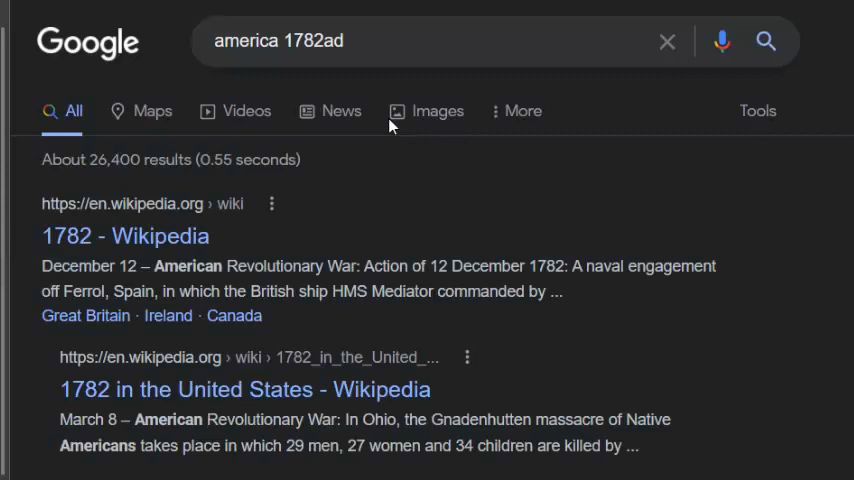 Google america 1782ad
All Maps Videos News Images More Tools
About 26,400 results (0.55 seconds)
https://en.wikipedia.org › wiki
1782 - Wikipedia
December 12 – American Revolutionary War: Action of 12 December 1782: A naval engagement
off Ferrol, Spain, in which the British ship HMS Mediator commanded by ...
Great Britain · Ireland · Canada
https://en.wikipedia.org › wiki › 1782_in_the_United_...
1782 in the United States - Wikipedia
March 8 – American Revolutionary War: In Ohio, the Gnadenhutten massacre of Native
Americans takes place in which 29 men, 27 women and 34 children are killed by ...